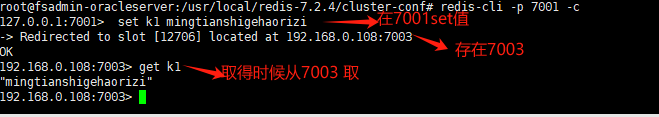 root@fsadmin-oracleserver:/usr/local/redis-7.2.4/cluster-conf# redis-cli -p 7001 -c
127.0.0.1:7001>  set k1 mingtianshigehaorizi 在7001set值
-> Redirected to slot [12706] located at 192.168.0.108:7003
OK 存在7003
192.168.0.108:7003> get k1
"mingtianshigehaorizi" 取得时候从7003 取
192.168.0.108:7003>